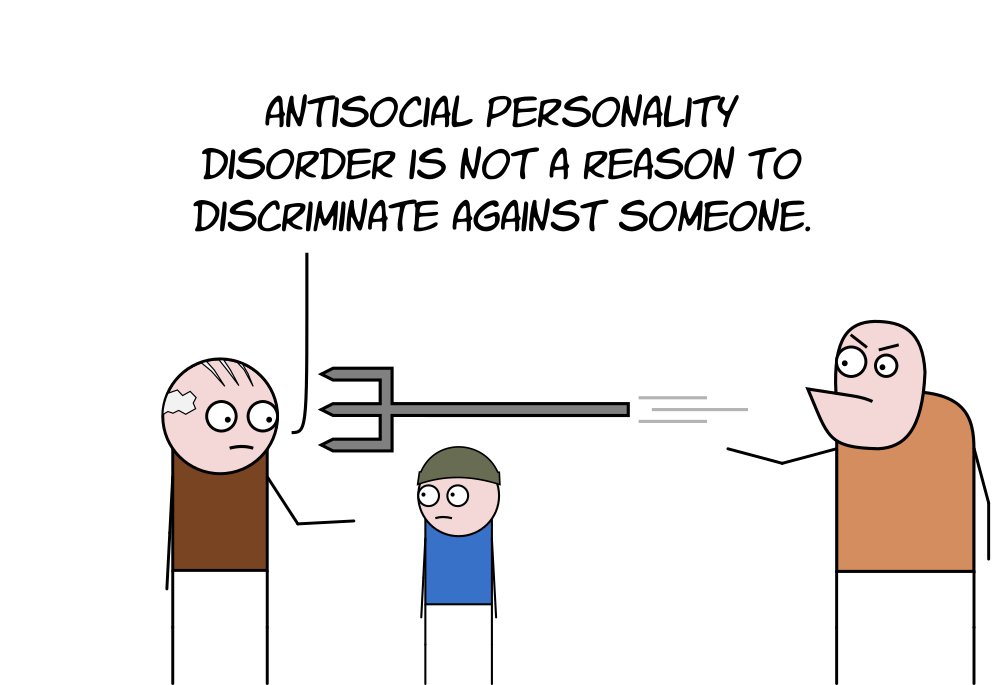 ANTISOCIAL PERSONALITY
DISORDER IS NOT A REASON TO
DISCRIMINATE AGAINST SOMEONE.